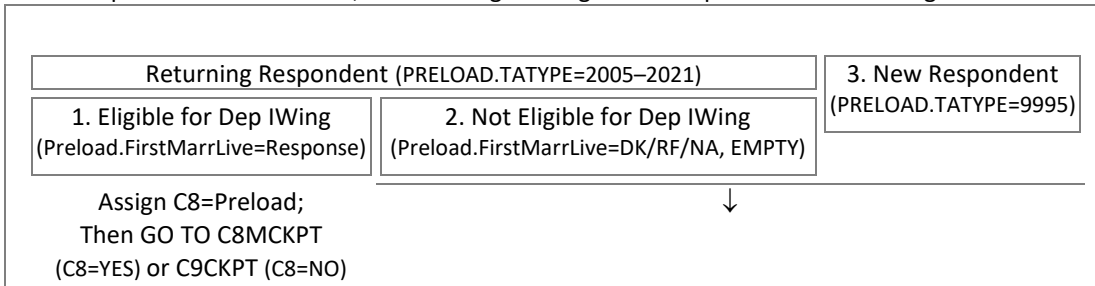 Returning Respondent (PRELOAD.TATYPE=2005–2021)
3. New Respondent
(PRELOAD.TATYPE=9995)
1. Eligible for Dep IWing
(Preload.FirstMarrLive=Response)
2. Not Eligible for Dep IWing
(Preload.FirstMarrLive=DK/RF/NA, EMPTY)
Assign C8=Preload;
Then GO TO C8MCKPT
(C8=YES) or C9CKPT (C8=NO)
↓